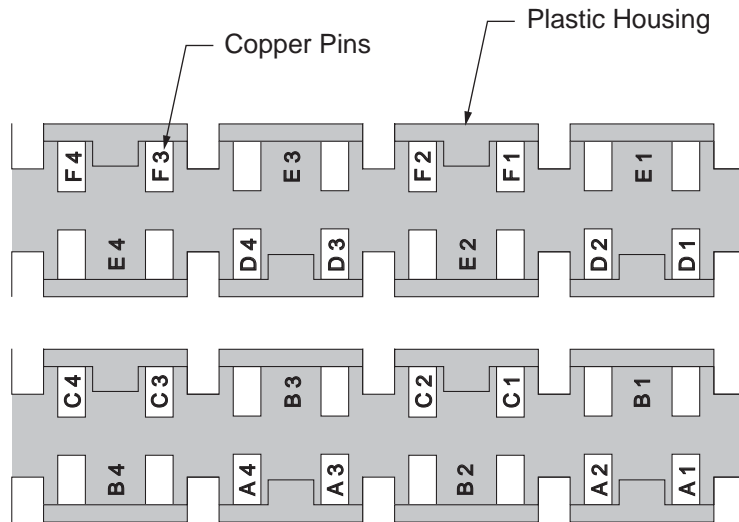 Plastic Housing
Copper Pins
F4 F3 E3 F2 F1 E1
E4 D4 D3 E2 D2 D1
C4 C3 B3 C2 C1 B1
B4 A4 A3 B2 A2 A1